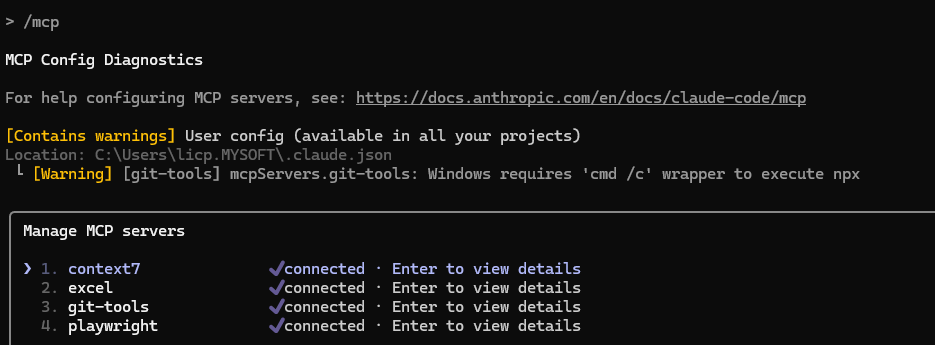 > /mcp
MCP Config Diagnostics
For help configuring MCP servers, see: https://docs.anthropic.com/en/docs/claude-code/mcp
[Contains warnings] User config (available in all your projects)
Location: C:\Users\licp.MYSOFT\.claude.json
└ [Warning] [git-tools] mcpServers.git-tools: Windows requires 'cmd /c' wrapper to execute npx
Manage MCP servers
❯ 1. context7 ✔connected · Enter to view details
2. excel ✔connected · Enter to view details
3. git-tools ✔connected · Enter to view details
4. playwright ✔connected · Enter to view details